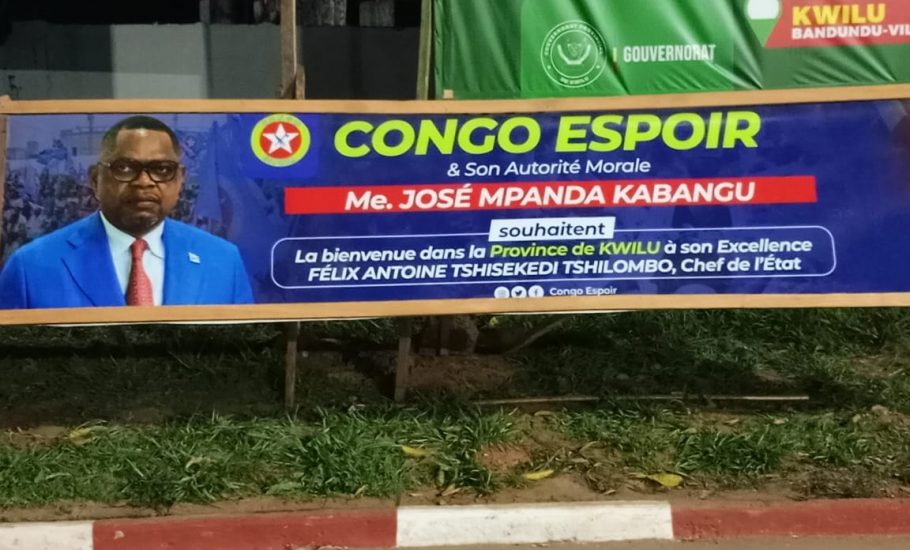 GOUVERNORAT
KWILU
BANDUNDU-VIL
CONGO ESPOIR
& Son Autorité Morale
Me. JOSÉ MPANDA KABANGU
souhaitent
La bienvenue dans la Province de KWILU à son Excellence
FÉLIX ANTOINE TSHISEKEDI TSHILOMBO, Chef de l'État
Congo Espoir